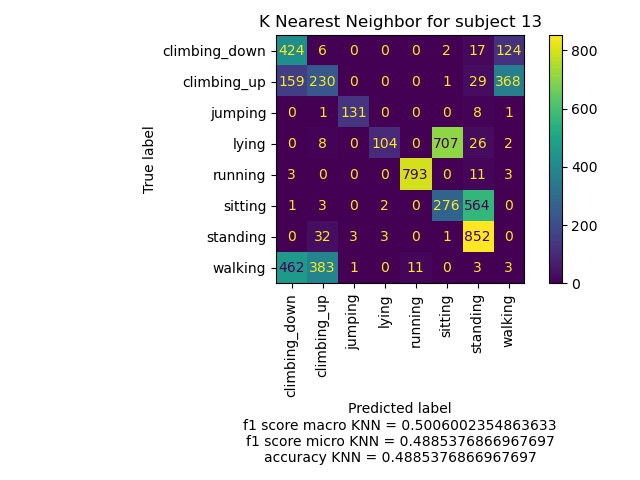 K Nearest Neighbor for subject 13
climbing_down 424 6 0 0 0 2 17 124
climbing_up 159 230 0 0 0 1 29 368
jumping 0 1 131 0 0 0 8 1
lying 0 8 0 104 0 707 26 2
running 3 0 0 0 793 0 11 3
sitting 1 3 0 2 0 276 564 0
standing 0 32 3 3 0 1 852 0
walking 462 383 1 0 11 0 3 3
True label
climbing_down
climbing_up
jumping
lying
running
sitting
standing
walking
800
600
400
200
0
Predicted label
f1 score macro KNN = 0.5006002354863633
f1 score micro KNN = 0.4885376866967697
accuracy KNN = 0.4885376866967697